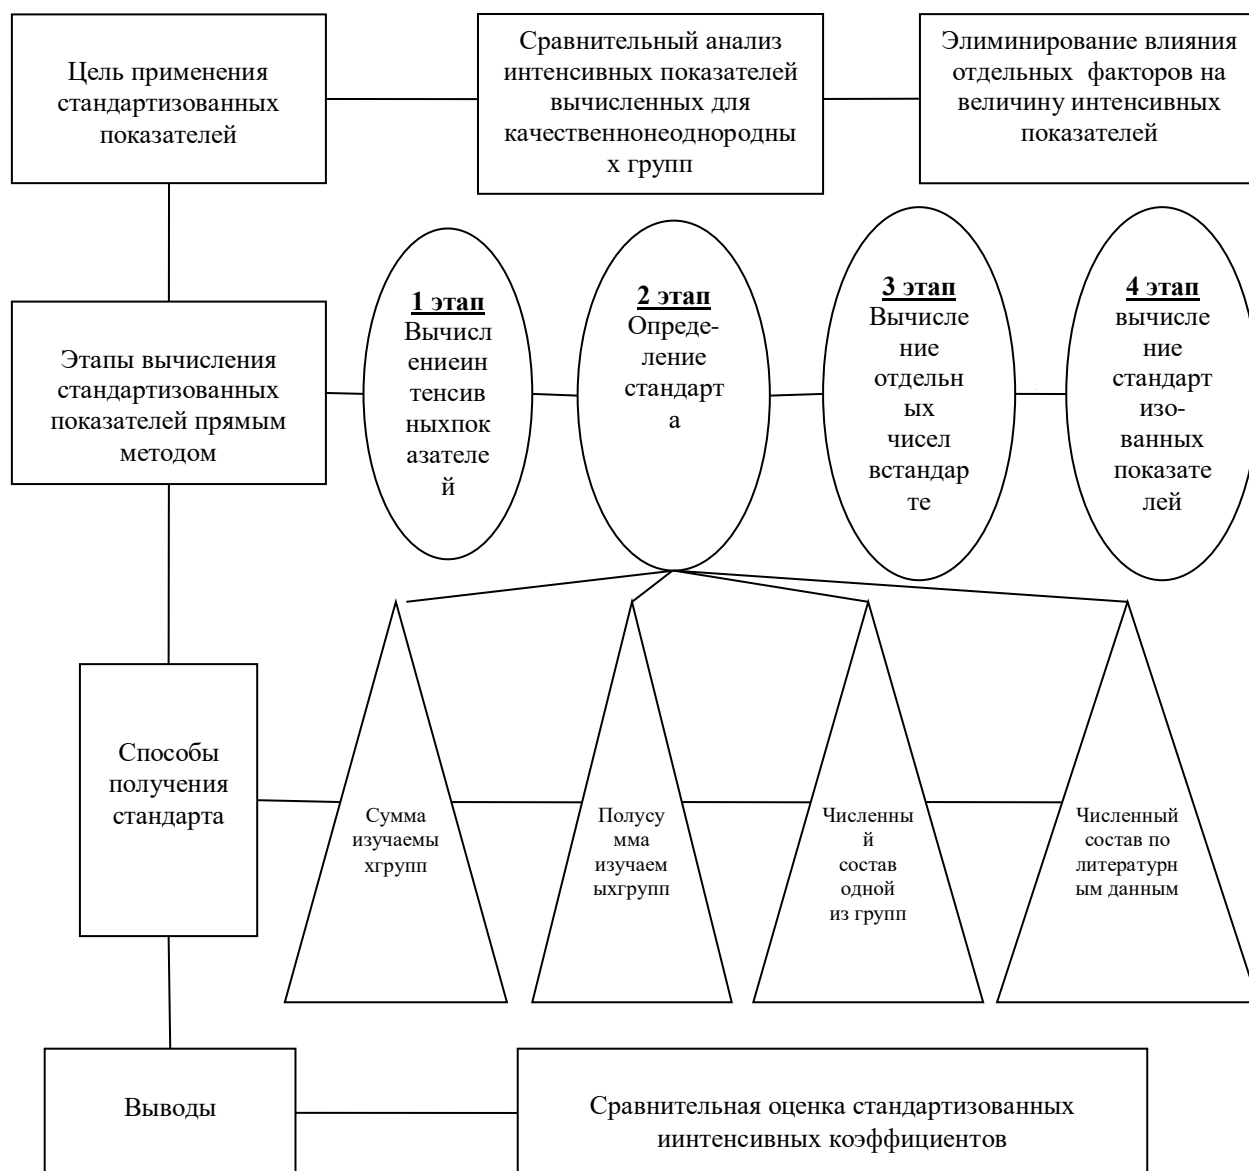 Цель применения
стандартизованных
показателей
Сравнительный анализ
интенсивных показателей
вычисленных для
качественнонеоднородны
х групп
Элиминирование влияния
отдельных факторов на
величину интенсивных
показателей
Этапы вычисления
стандартизованных
показателей прямым
методом
1 этап
Вычисл
ениеин
тенсив
ныхпок
азателе
й
2 этап
Опреде-
ление
стандарт
а
3 этап
Вычисле
ние
отдельн
ых
чисел
встандар
те
4 этап
вычисле
ние
стандарт
изо-
ванных
показате
лей
Способы
получения
стандарта
Сумма
изучаемы
хгрупп
Полусу
мма
изучаем
ыхгрупп
Численны
й
состав
одной
из групп
Численный
состав по
литературн
ым данным
Выводы
Сравнительная оценка стандартизованных
иинтенсивных коэффициентов